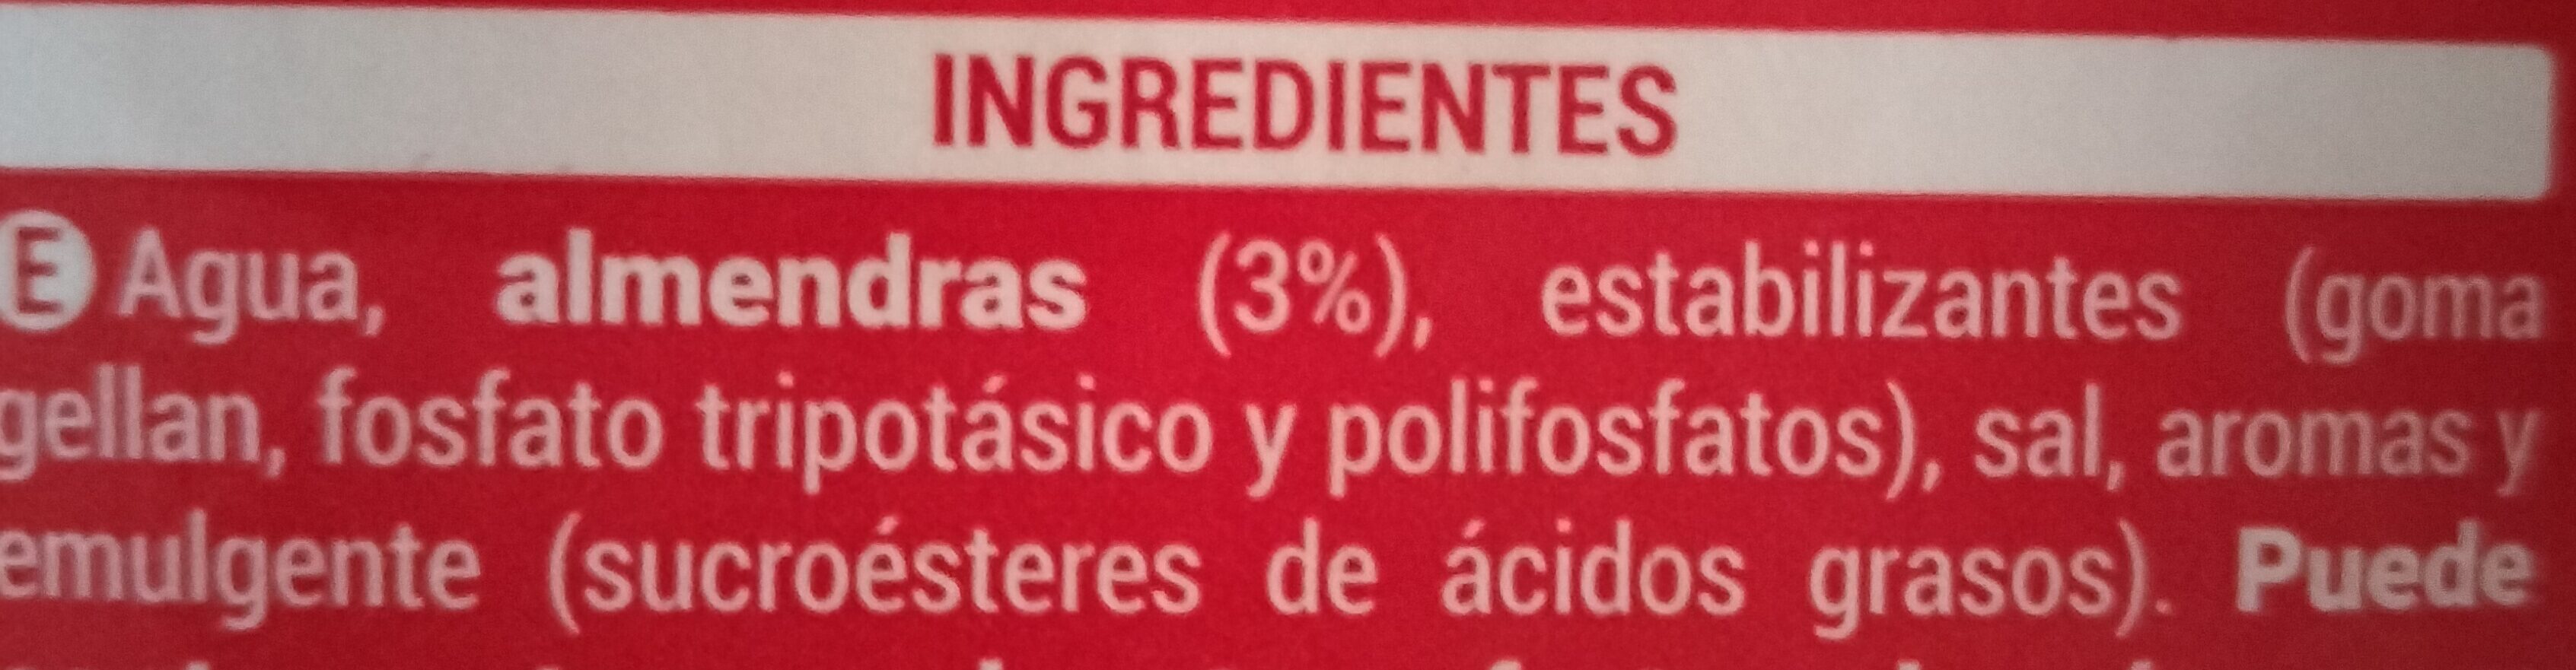 INGREDIENTES
E Agua, almendras (3%), estabilizantes (goma
gellan, fosfato tripotásico y polifosfatos), sal, aromas y
emulgente (sucroésteres de ácidos grasos). Puede